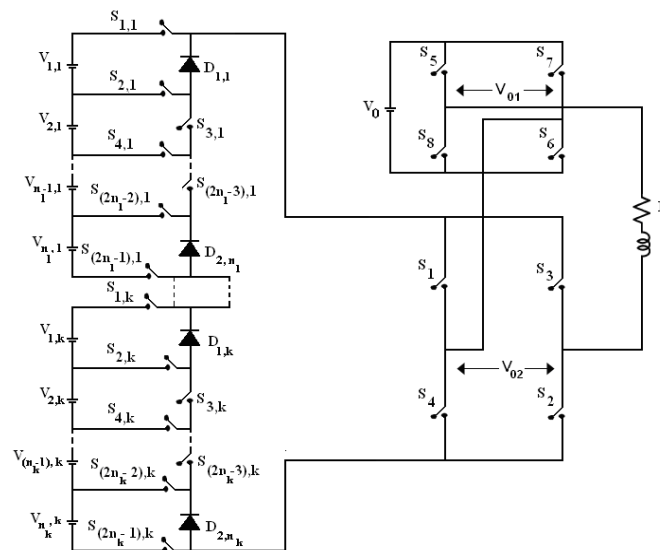 S1,1
V1,1
D1,1
S2,1
V2,1
S3,1
S4,1
Vn1-1,1
S(2n1-2),1
S(2n1-3),1
Vn1,1
S(2n1-1),1
D2,n1
S1,k
V1,k
D1,k
S2,k
V2,k
S3,k
S4,k
V(nk-1),k
S(2nk-2),k
S(2nk-3),k
Vnk,k
S(2nk-1),k
D2,nk
S5
S7
V01
V0
S8
S6
S1
S3
V02
S4
S2